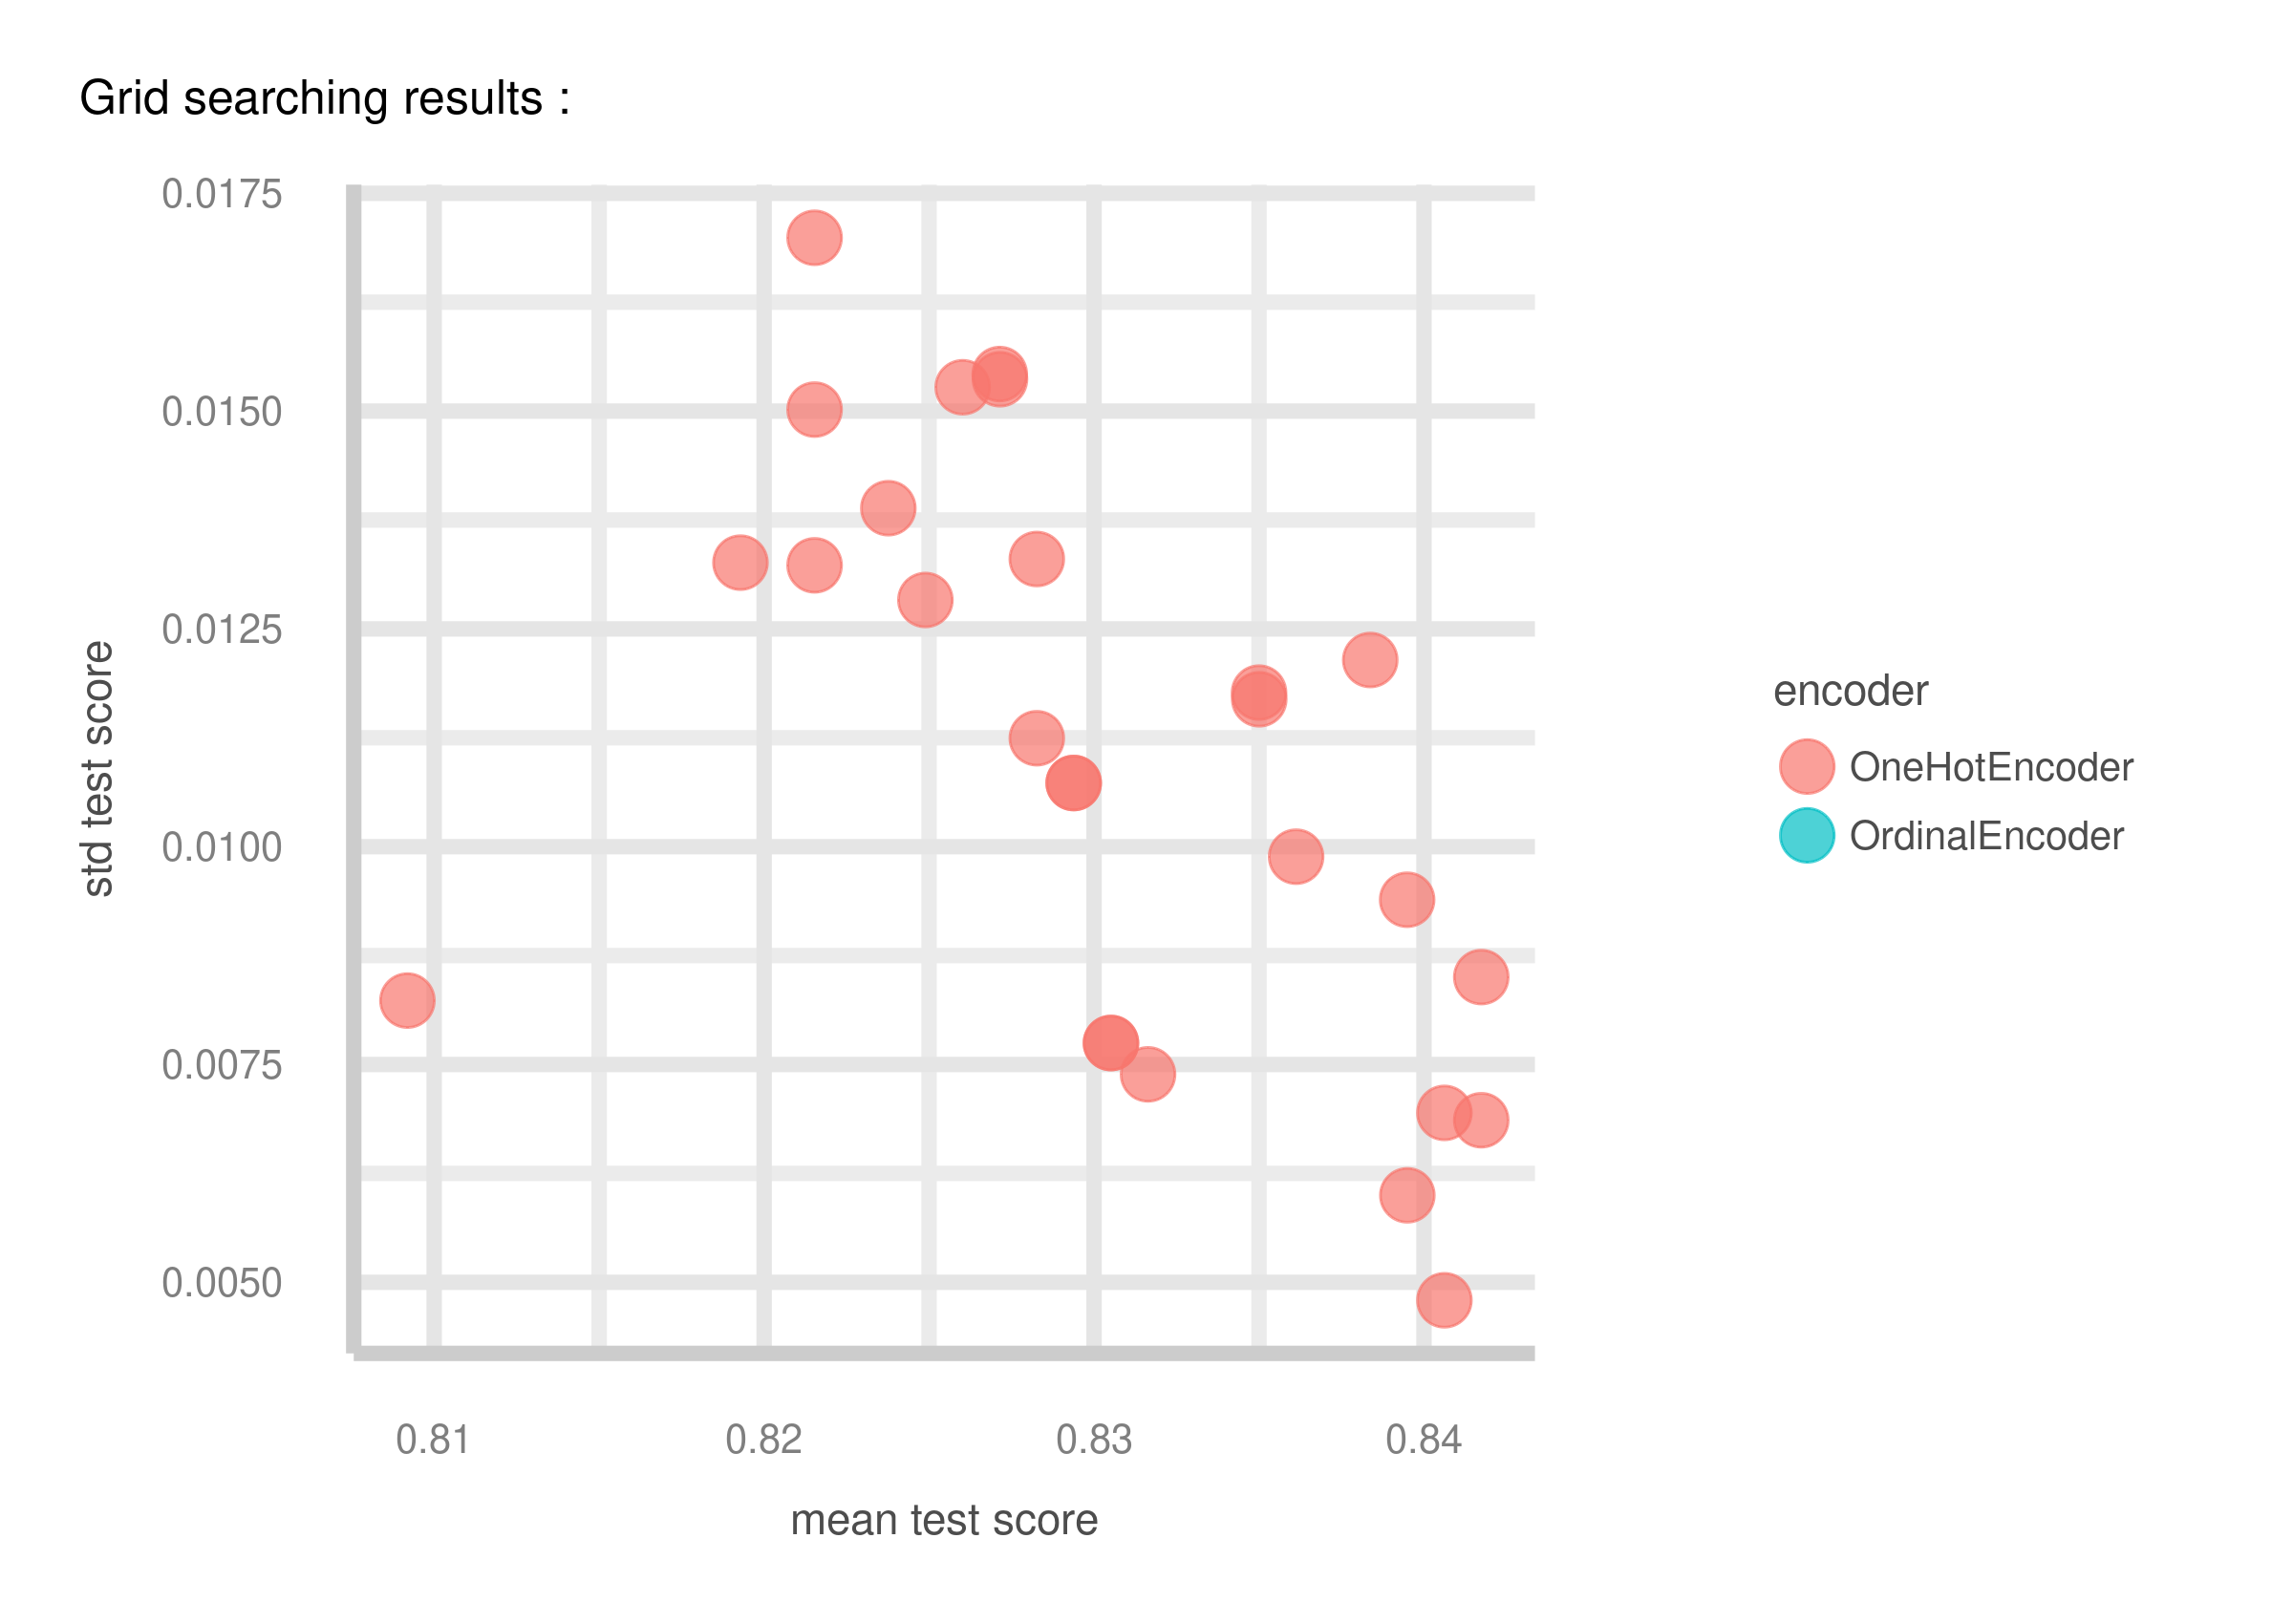 Grid searching results :
0.0175
0.0150
0.0125
0.0100
0.0075
0.0050
std test score
0.81
0.82
0.83
0.84
mean test score
encoder
OneHotEncoder
OrdinalEncoder